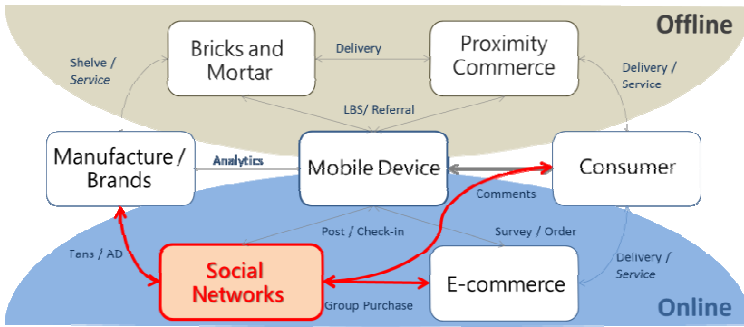 Offline
Bricks and
Mortar
Delivery
Proximity
Commerce
Shelve /
Service
Delivery /
Service
LBS/ Referral
Manufacture /
Brands
Analytics
Mobile Device
Consumer
Comments
Post / Check-in
Survey / Order
Fans / AD
Social
Networks
Group Purchase
E-commerce
Delivery /
Service
Online